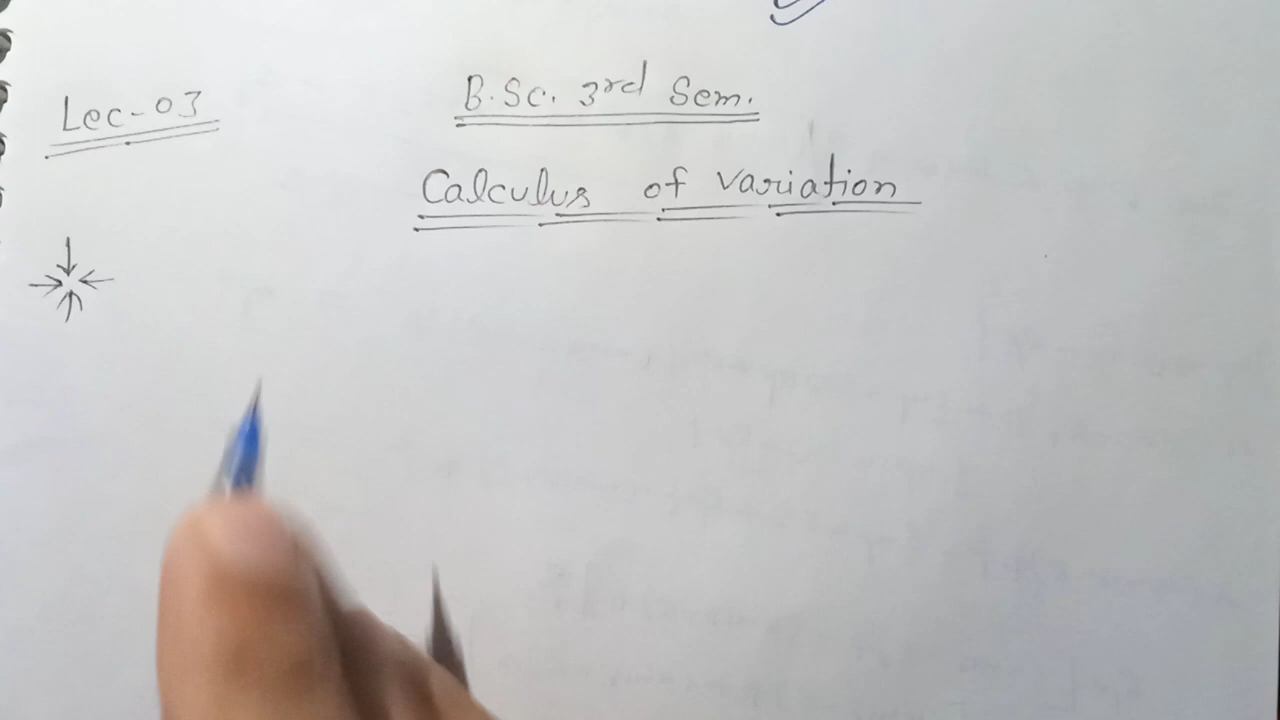 Lec-03
B.Sc. 3rd Sem.
Calculus of variation